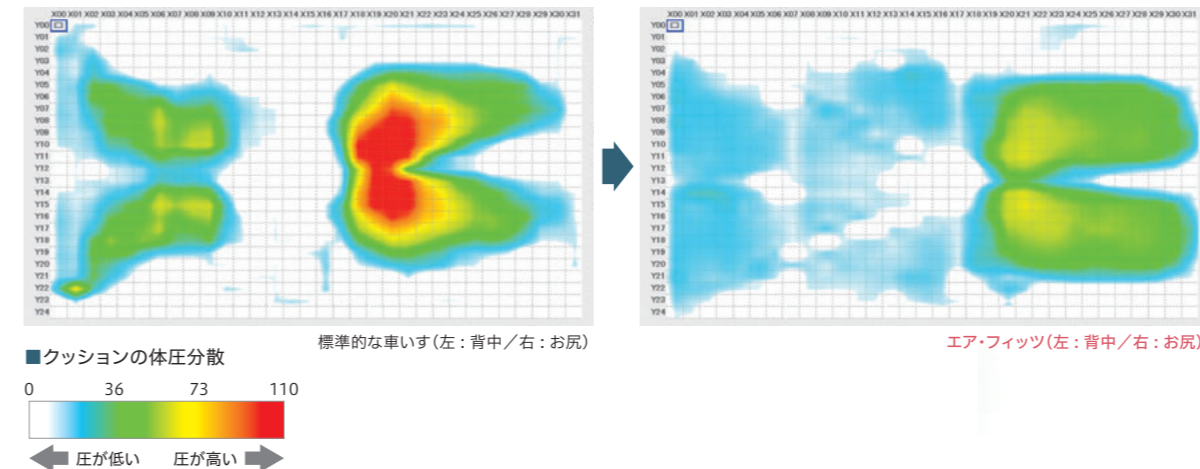 X00 X01 X02 X03 X04 X05 X06 X07 X08 X09 X10 X11 X12 X13 X14 X15 X16 X17 X18 X19 X20 X21 X22 X23 X24 X25 X26 X27 X28 X29 X30 X31
Y00
Y01
Y02
Y03
Y04
Y05
Y06
Y07
Y08
Y09
Y10
Y11
Y12
Y13
Y14
Y15
Y16
Y17
Y18
Y19
Y20
Y21
Y22
Y23
Y24
標準的な車いす（左：背中／右：お尻）
X00 X01 X02 X03 X04 X05 X06 X07 X08 X09 X10 X11 X12 X13 X14 X15 X16 X17 X18 X19 X20 X21 X22 X23 X24 X25 X26 X27 X28 X29 X30 X31
Y00
Y01
Y02
Y03
Y04
Y05
Y06
Y07
Y08
Y09
Y10
Y11
Y12
Y13
Y14
Y15
Y16
Y17
Y18
Y19
Y20
Y21
Y22
Y23
Y24
エア・フィッツ（左：背中／右：お尻）
■クッションの体圧分散
0 36 73 110
圧が低い 圧が高い